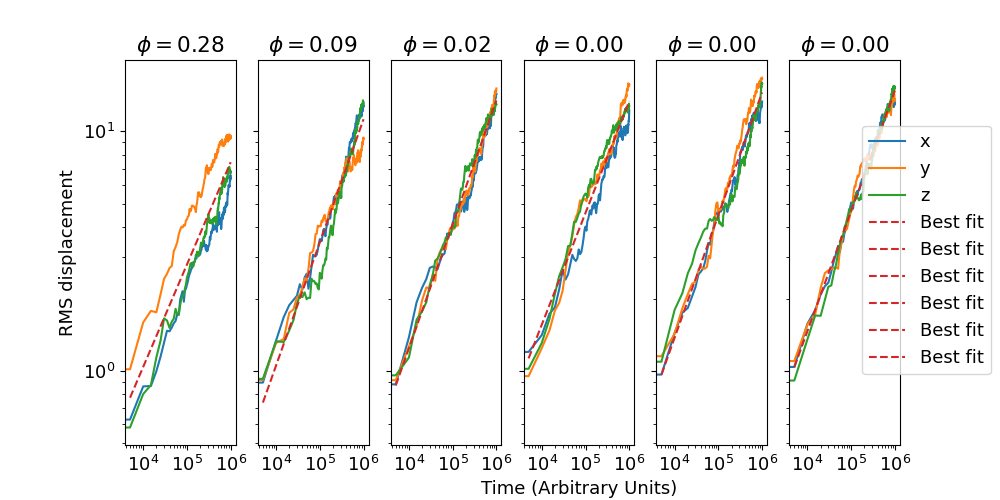 ϕ = 0.28 ϕ = 0.09 ϕ = 0.02 ϕ = 0.00 ϕ = 0.00 ϕ = 0.00
RMS displacement
10¹
10⁰
x
y
z
Best fit
Best fit
Best fit
Best fit
Best fit
Best fit
10⁴ 10⁵ 10⁶ 10⁴ 10⁵ 10⁶ 10⁴ 10⁵ 10⁶ 10⁴ 10⁵ 10⁶ 10⁴ 10⁵ 10⁶ 10⁴ 10⁵ 10⁶
Time (Arbitrary Units)